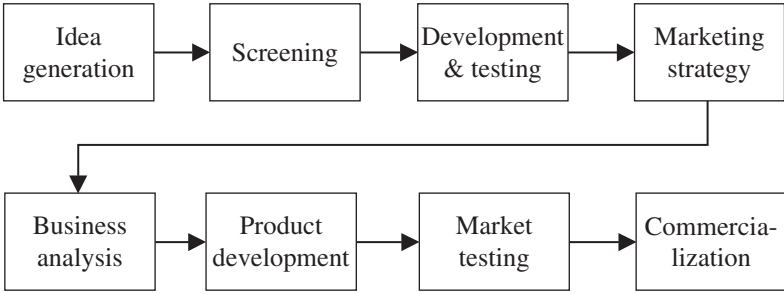 Idea
generation
Screening
Development
& testing
Marketing
strategy
Business
analysis
Product
development
Market
testing
Commercia-
lization